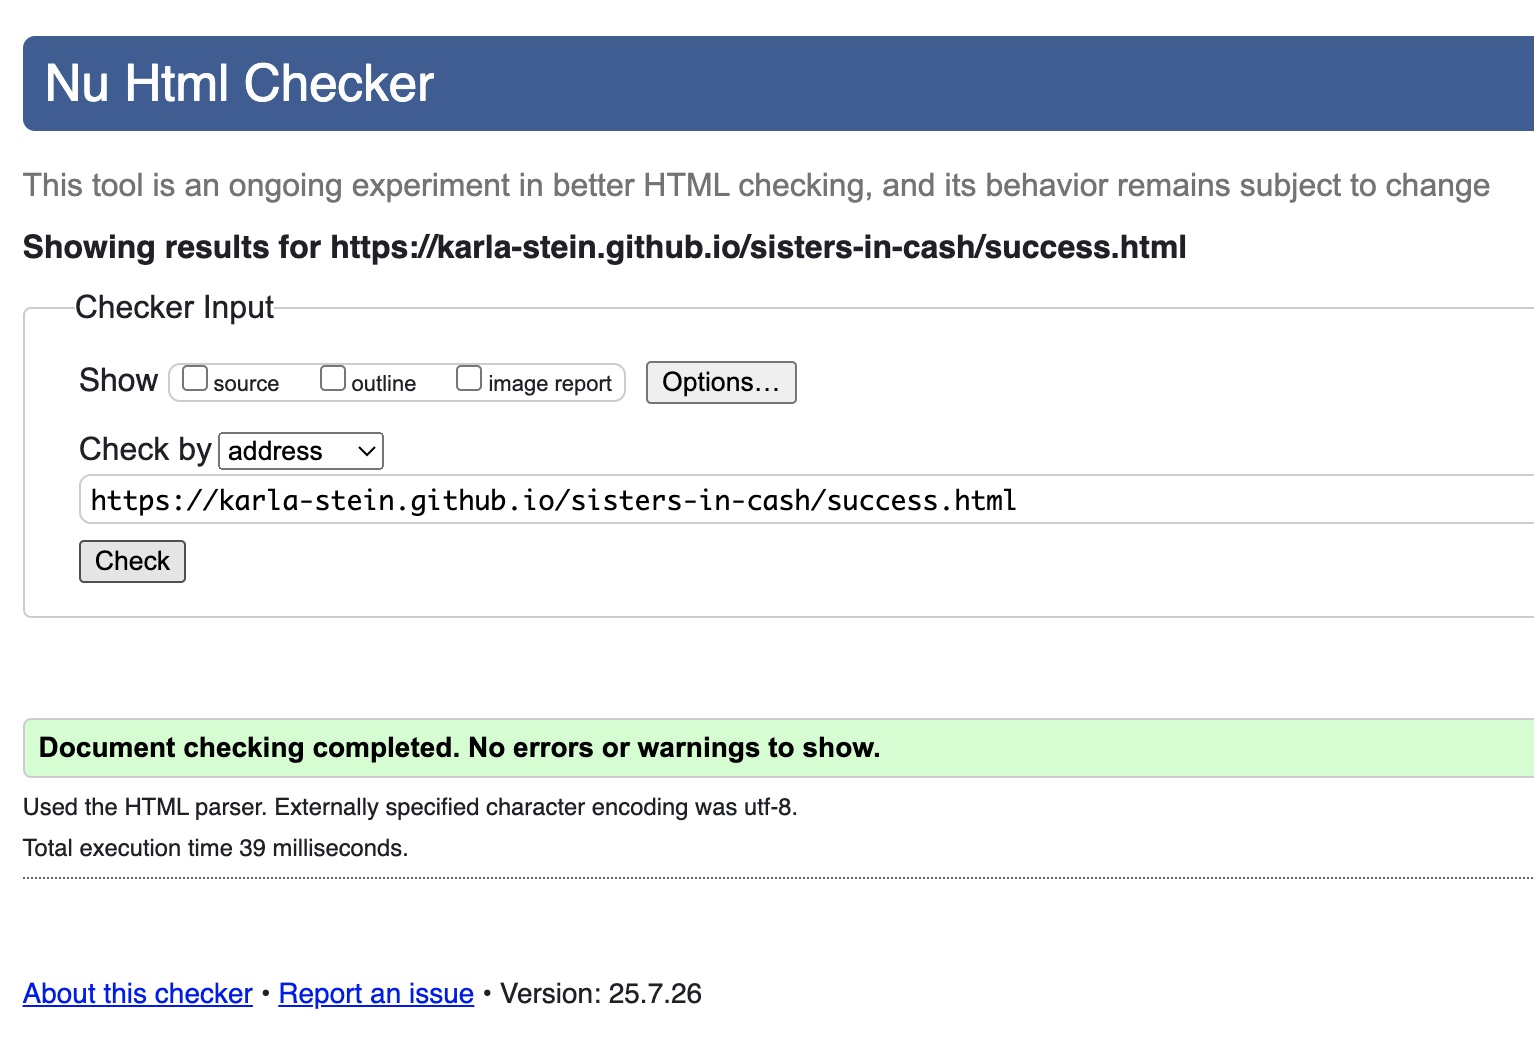 Nu Html Checker
This tool is an ongoing experiment in better HTML checking, and its behavior remains subject to change
Showing results for https://karla-stein.github.io/sisters-in-cash/success.html
Checker Input
Show source outline image report Options…
Check by address
https://karla-stein.github.io/sisters-in-cash/success.html
Check
Document checking completed. No errors or warnings to show.
Used the HTML parser. Externally specified character encoding was utf-8.
Total execution time 39 milliseconds.
About this checker • Report an issue • Version: 25.7.26